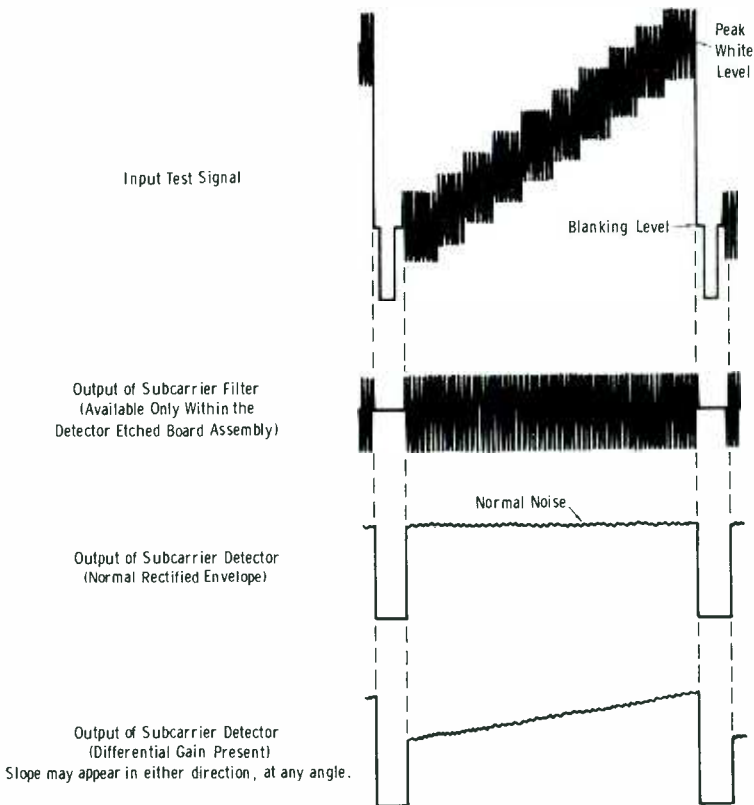 Peak
White
Level
Input Test Signal
Blanking Level
Output of Subcarrier Filter
(Available Only Within the
Detector Etched Board Assembly)
Normal Noise
Output of Subcarrier Detector
(Normal Rectified Envelope)
Output of Subcarrier Detector
(Differential Gain Present)
Slope may appear in either direction, at any angle.